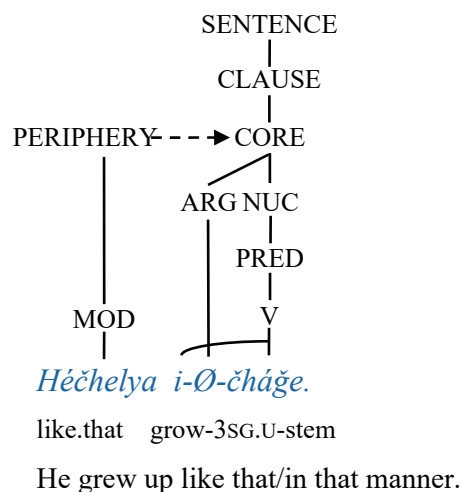 SENTENCE
CLAUSE
PERIPHERY CORE
ARG NUC
PRED
MOD V
Héčhelya i-Ø-čháǧe.
like.that grow-3SG.U-stem
He grew up like that/in that manner.